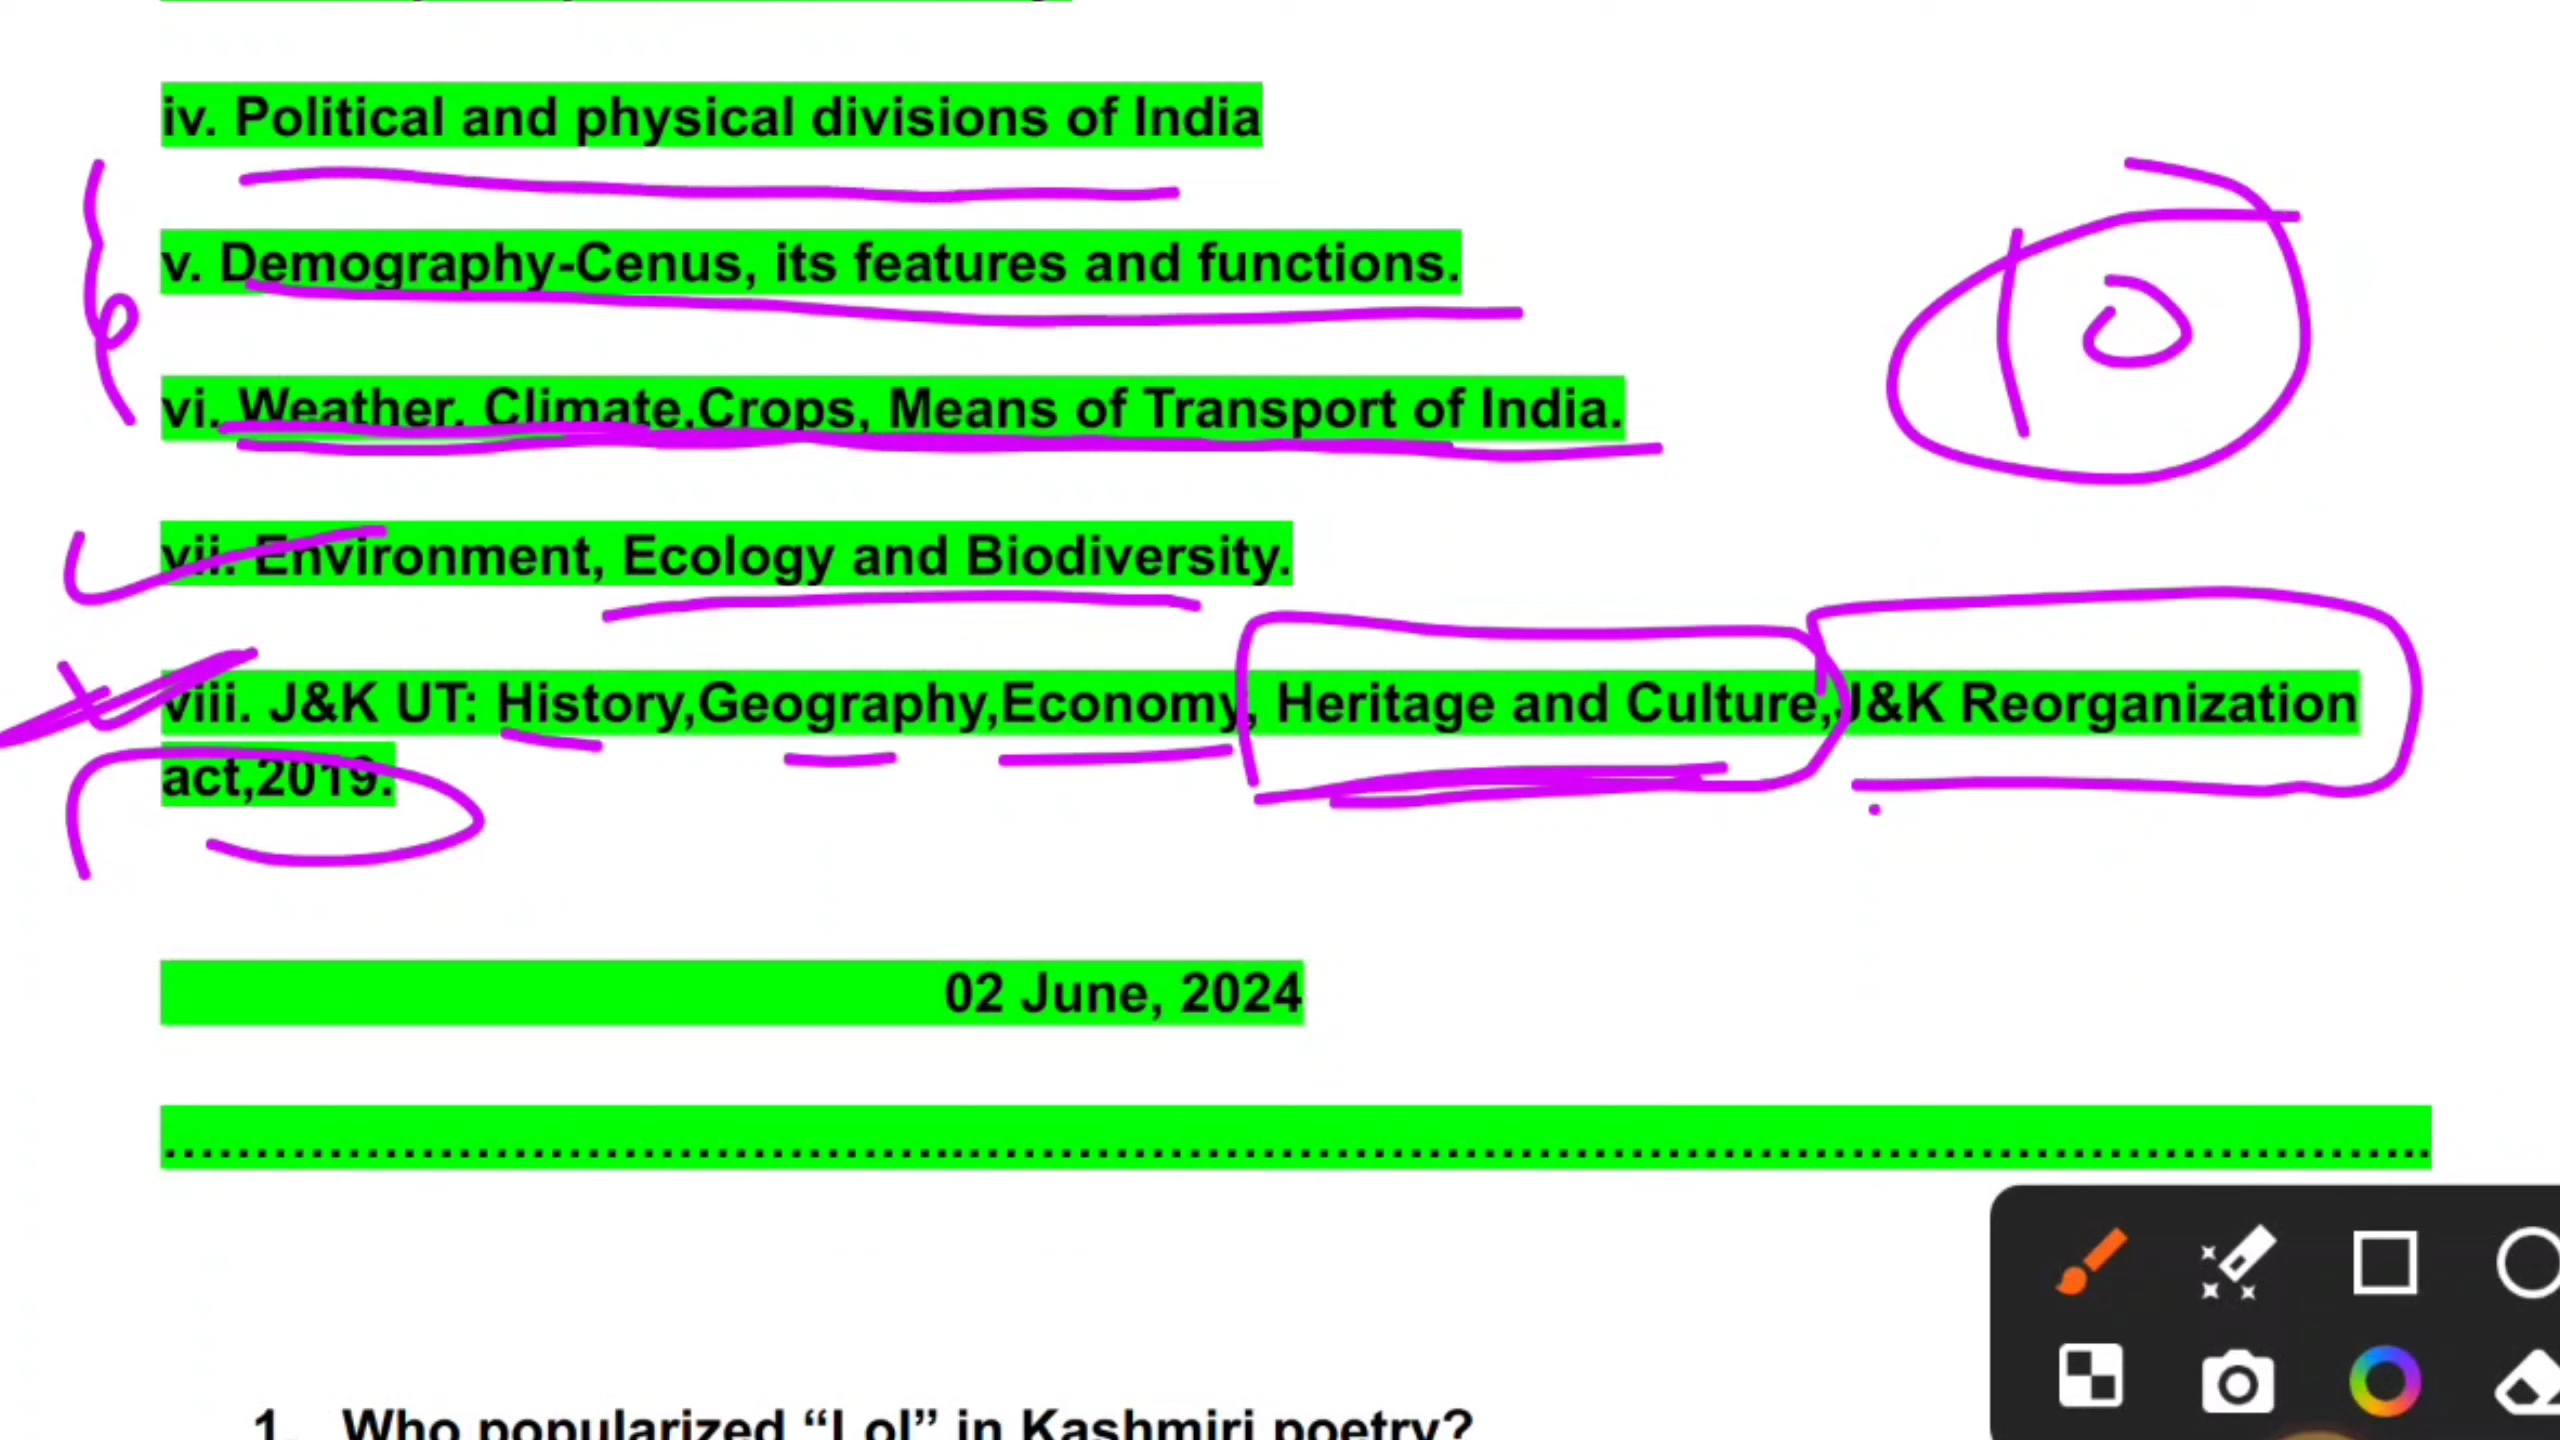 iv. Political and physical divisions of India
v. Demography-Cenus, its features and functions.
10
vi. Weather, Climate,Crops, Means of Transport of India.
vii. Environment, Ecology and Biodiversity.
viii. J&K UT: History,Geography,Economy, Heritage and Culture,J&K Reorganization
act,2019.
02 June, 2024
1. Who popularized “Lol” in Kashmiri poetry?